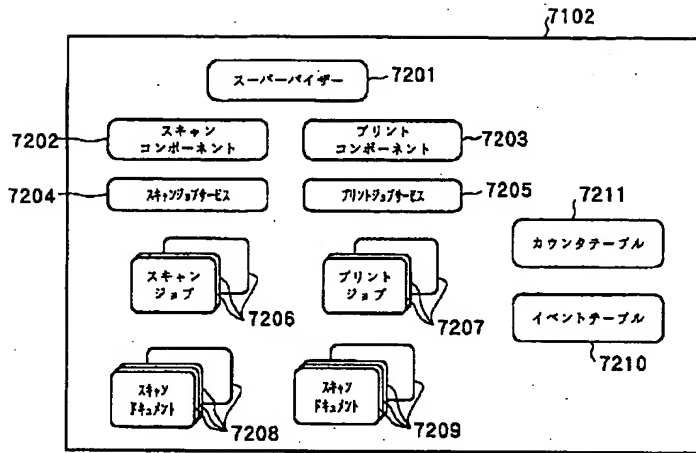 7102
スーパーバイザー
7201
7202
スキャン
コンポーネント
プリント
コンポーネント
7203
7204
スキャンジョブサービス
プリントジョブサービス
7205
7211
カウンタテーブル
スキャン
ジョブ
7206
プリント
ジョブ
7207
イベントテーブル
7210
スキャン
ドキュメント
7208
スキャン
ドキュメント
7209